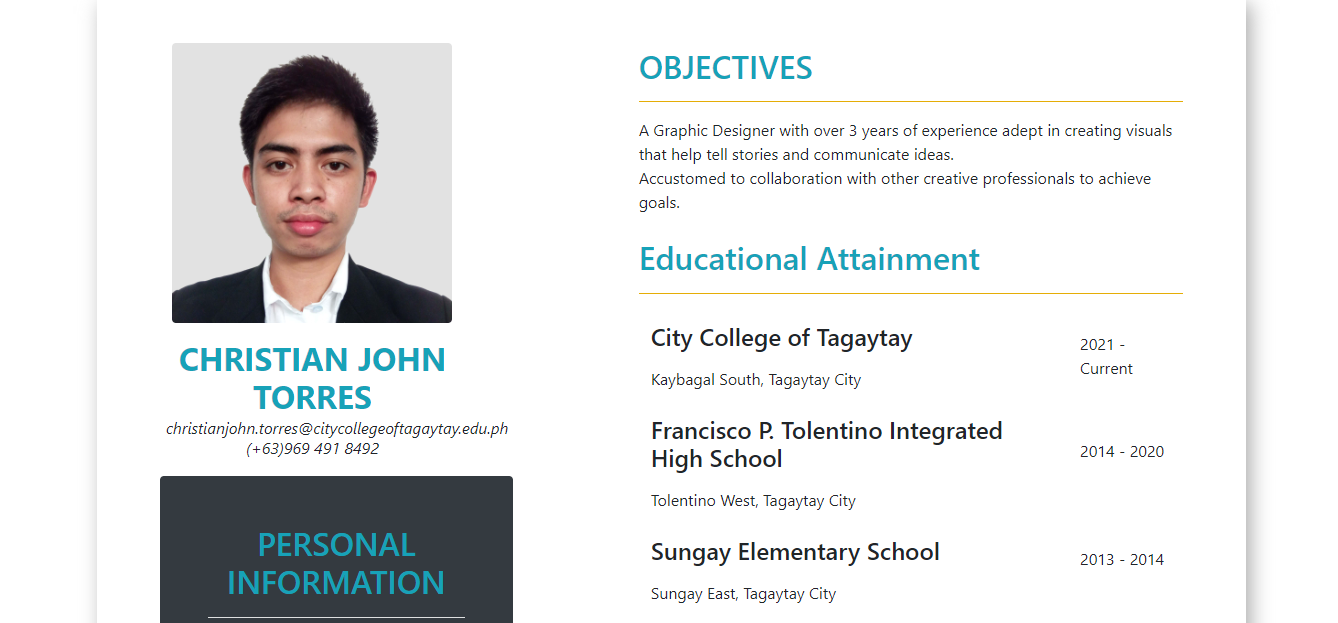 CHRISTIAN JOHN
TORRES
christianjohn.torres@citycollegeoftagaytay.edu.ph
(+63)969 491 8492
PERSONAL
INFORMATION
OBJECTIVES
A Graphic Designer with over 3 years of experience adept in creating visuals
that help tell stories and communicate ideas.
Accustomed to collaboration with other creative professionals to achieve
goals.
Educational Attainment
City College of Tagaytay
Kaybagal South, Tagaytay City
2021 -
Current
Francisco P. Tolentino Integrated
High School
Tolentino West, Tagaytay City
2014 - 2020
Sungay Elementary School
Sungay East, Tagaytay City
2013 - 2014